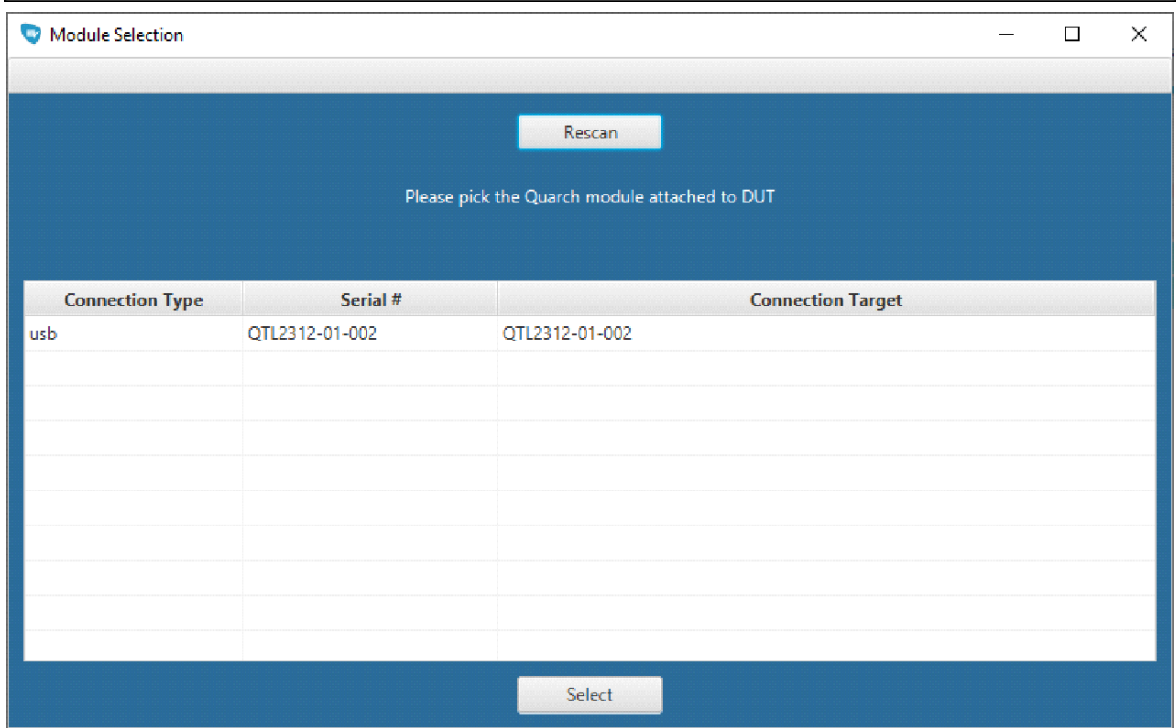 Module Selection
Rescan
Please pick the Quarch module attached to DUT
Connection Type Serial # Connection Target
usb QTL2312-01-002 QTL2312-01-002
Select